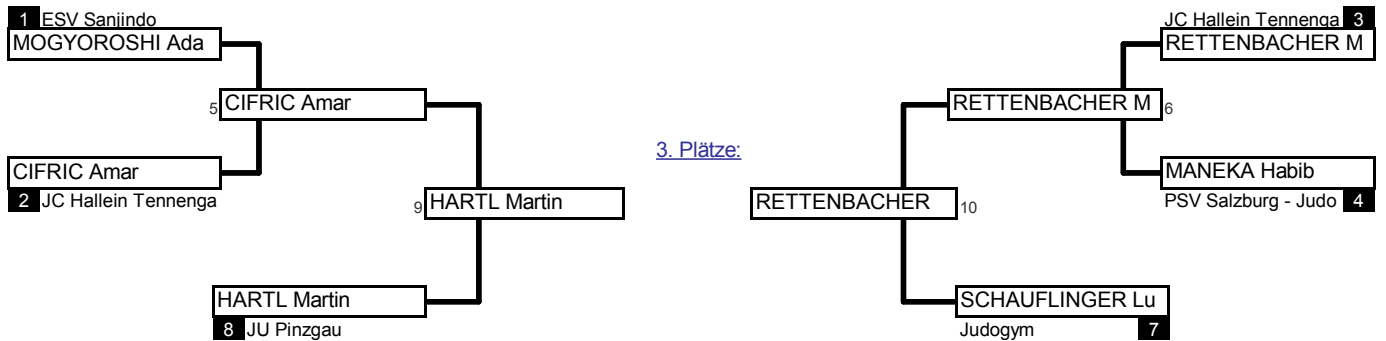 1 ESV Sanjindo
MOGYOROSHI Ada
5 CIFRIC Amar
CIFRIC Amar
2 JC Hallein Tennenga
9 HARTL Martin
HARTL Martin
8 JU Pinzgau
3. Plätze:
JC Hallein Tennenga 3
RETTENBACHER M
RETTENBACHER M 6
MANEKA Habib
PSV Salzburg - Judo 4
RETTENBACHER 10
SCHAUFLINGER Lu
Judogym 7